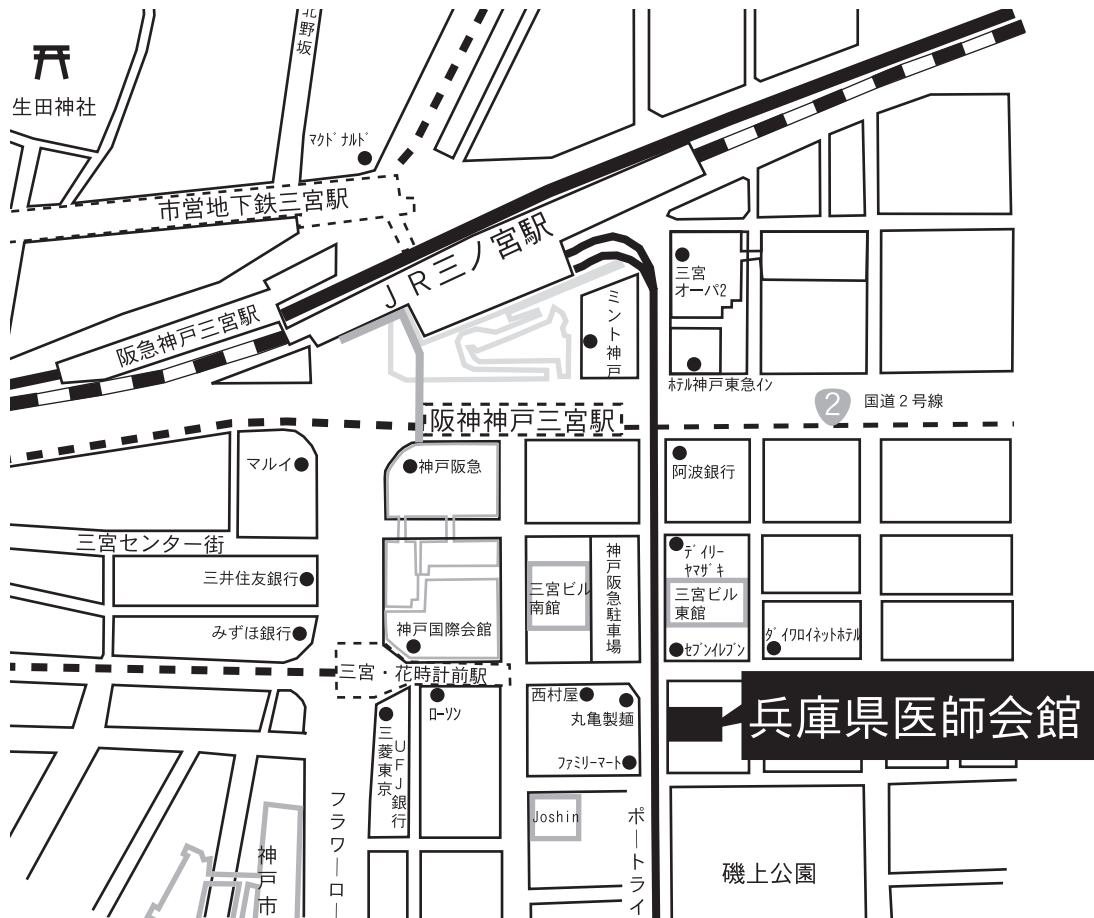 北野坂
生田神社
マクドナルド
市営地下鉄三宮駅
JR三ノ宮駅
三宮
オーパ2
ミント神戸
阪急神戸三宮駅
ホテル神戸東急イン
2
国道2号線
阪神神戸三宮駅
マルイ
神戸阪急
阿波銀行
三宮センター街
デイリー
ヤマザキ
神戸阪急駐車場
三井住友銀行
三宮ビル
南館
三宮ビル
東館
みずほ銀行
神戸国際会館
セブンイレブン
ダイワロイネットホテル
三宮・花時計前駅
西村屋
丸亀製麺
ローソン
兵庫県医師会館
三菱東京
UFJ銀行
ファミリーマート
Joshin
フラワーロー
ポートライ
神戸市
磯上公園